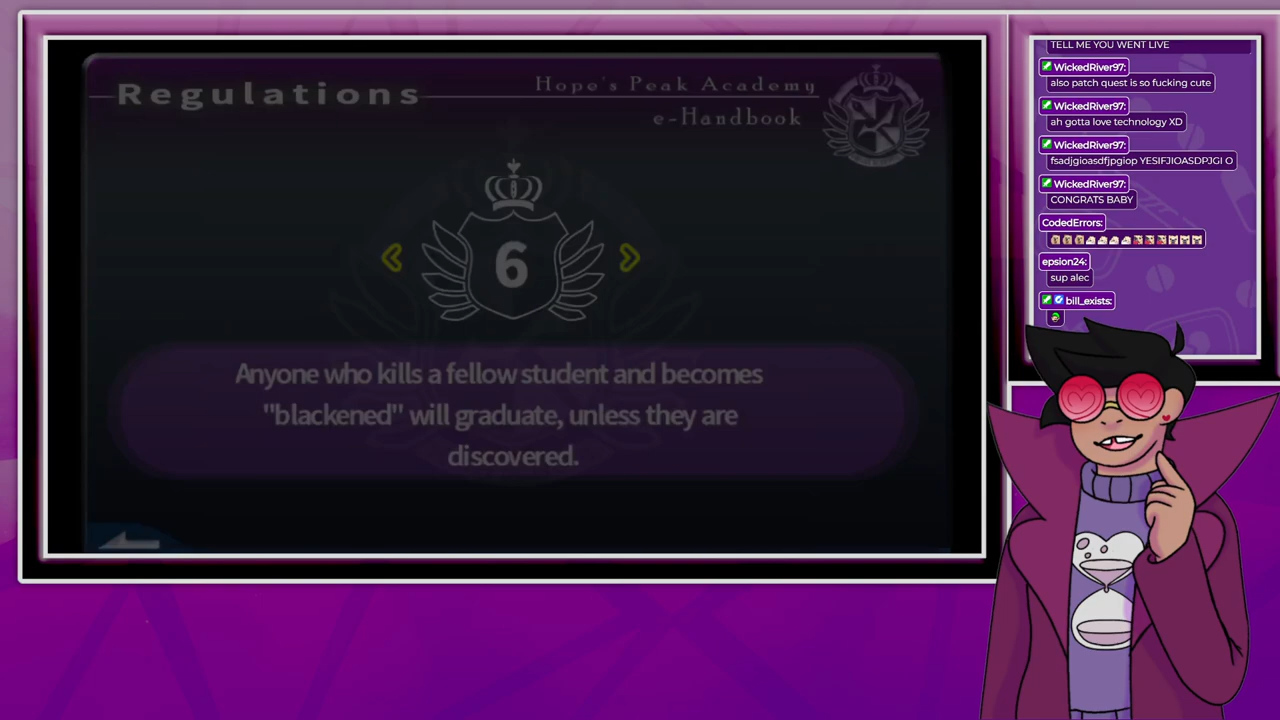 Regulations
Hope's Peak Academy
e-Handbook
6
Anyone who kills a fellow student and becomes
"blackened" will graduate, unless they are
discovered.
TELL ME YOU WENT LIVE
WickedRiver97:
also patch quest is so fucking cute
WickedRiver97:
ah gotta love technology XD
WickedRiver97:
fsadjgioasdfjpgiop YESIFJIOASDPJGI O
WickedRiver97:
CONGRATS BABY
CodedErrors:
epsion24:
sup alec
bill_exists: